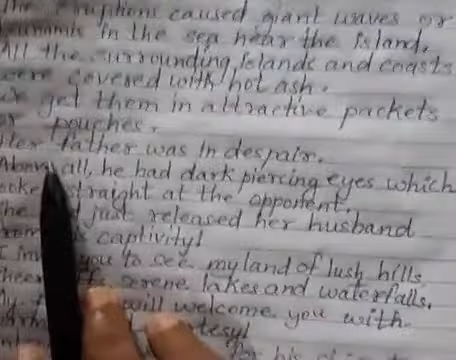 The eruptions caused giant waves or
in the sea near the island.
All the surrounding islands and coasts
were covered with hot ash.
get them in attractive packets
or pouches.
Her father was in despair.
Above all, he had dark piercing eyes which
straight at the opponent.
just released her husband
captivity!
I you to see my land of lush hills,
serene lakes and waterfalls.
will welcome you with